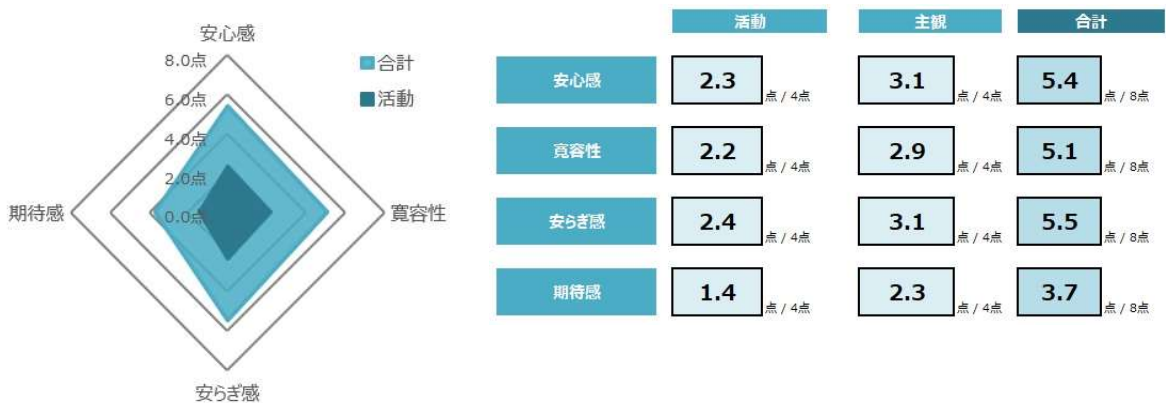 安心感
8.0点
6.0点
4.0点
2.0点
0.0点
期待感
寛容性
安らぎ感
合計
活動
活動 主観 合計
安心感 2.3 点 / 4点 3.1 点 / 4点 5.4 点 / 8点
寛容性 2.2 点 / 4点 2.9 点 / 4点 5.1 点 / 8点
安らぎ感 2.4 点 / 4点 3.1 点 / 4点 5.5 点 / 8点
期待感 1.4 点 / 4点 2.3 点 / 4点 3.7 点 / 8点